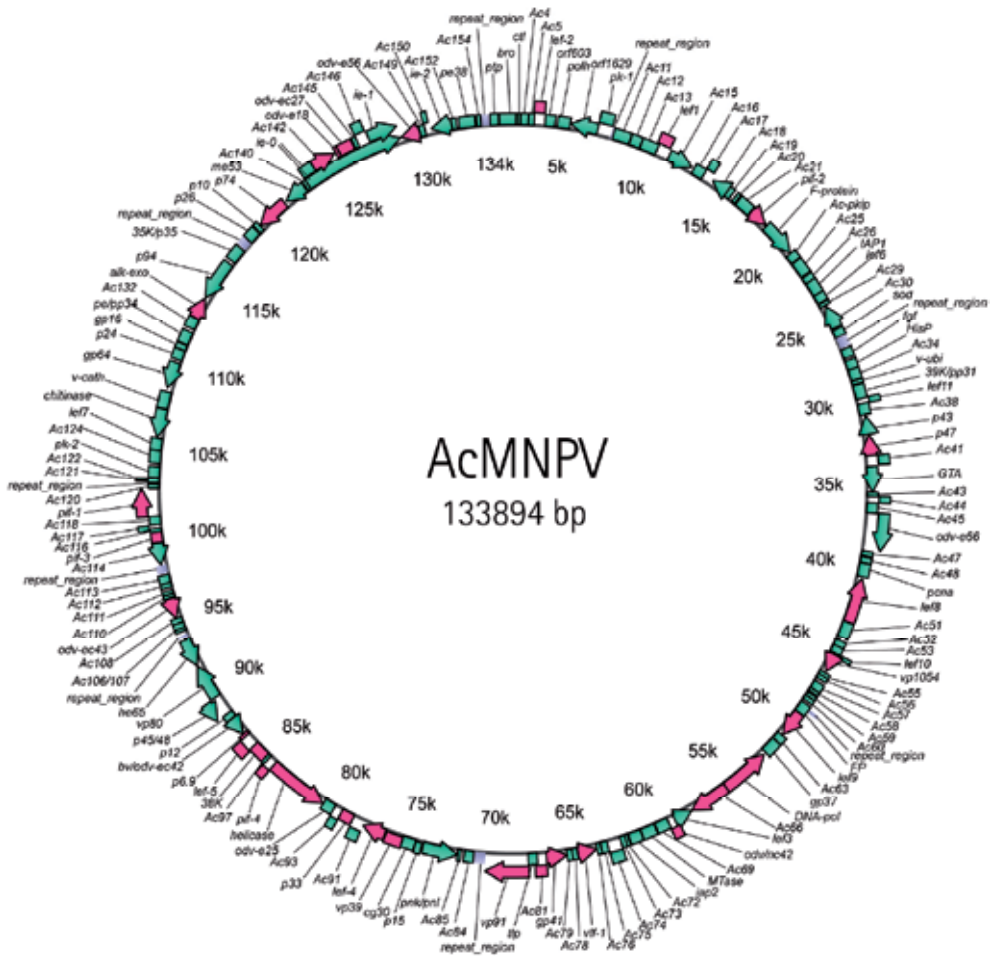 AcMNPV
133894 bp
134k
5k
10k
15k
20k
25k
30k
35k
40k
45k
50k
55k
60k
65k
70k
75k
80k
85k
90k
95k
100k
105k
110k
115k
120k
125k
130k
repeat_region
ptp
bro
ctl
Ac4
Ac5
lef-2
orf603
polh
orf1629
pk-1
repeat_region
Ac11
Ac12
Ac13
lef1
Ac15
Ac16
Ac17
Ac18
Ac19
Ac20
Ac21
pif-2
F-protein
Ac-pkip
Ac25
Ac26
IAP1
lef6
Ac29
Ac30
sod
repeat_region
fgf
HisP
Ac34
v-ubi
39K/pp31
lef11
Ac38
p43
p47
Ac41
GTA
Ac43
Ac44
Ac45
odv-e56
Ac47
Ac48
pcna
lef8
Ac51
Ac52
Ac53
lef10
vp1054
Ac55
Ac56
Ac57
Ac58
Ac59
Ac60
repeat_region
FP
lef9
Ac63
gp37
DNA-pol
Ac66
lef3
odv/nc42
Ac69
MTase
iap2
Ac72
Ac73
Ac74
Ac75
Ac76
vlf-1
Ac78
Ac79
gp41
Ac81
tlp
vp91
repeat_region
Ac84
Ac85
pnk/pnl
p15
cg30
vp39
lef-4
Ac91
p33
Ac93
odv-e25
helicase
pif-4
Ac97
38K
lef-5
p6.9
bv/odv-ec42
p12
p45/48
vp80
he65
repeat_region
Ac106/107
Ac108
odv-ec43
Ac110
Ac111
Ac112
Ac113
repeat_region
Ac114
pif-3
Ac116
Ac117
Ac118
pif-1
Ac120
repeat_region
Ac121
Ac122
pk-2
Ac124
lef7
chitinase
v-cath
gp64
p24
gp16
pe/pp34
Ac132
alk-exo
p94
35K/p35
repeat_region
p26
p10
p74
me53
Ac140
ie-0
Ac142
odv-e18
odv-ec27
Ac145
Ac146
ie-1
odv-e56
Ac149
Ac150
Ac152
ie-2
pe38
Ac154